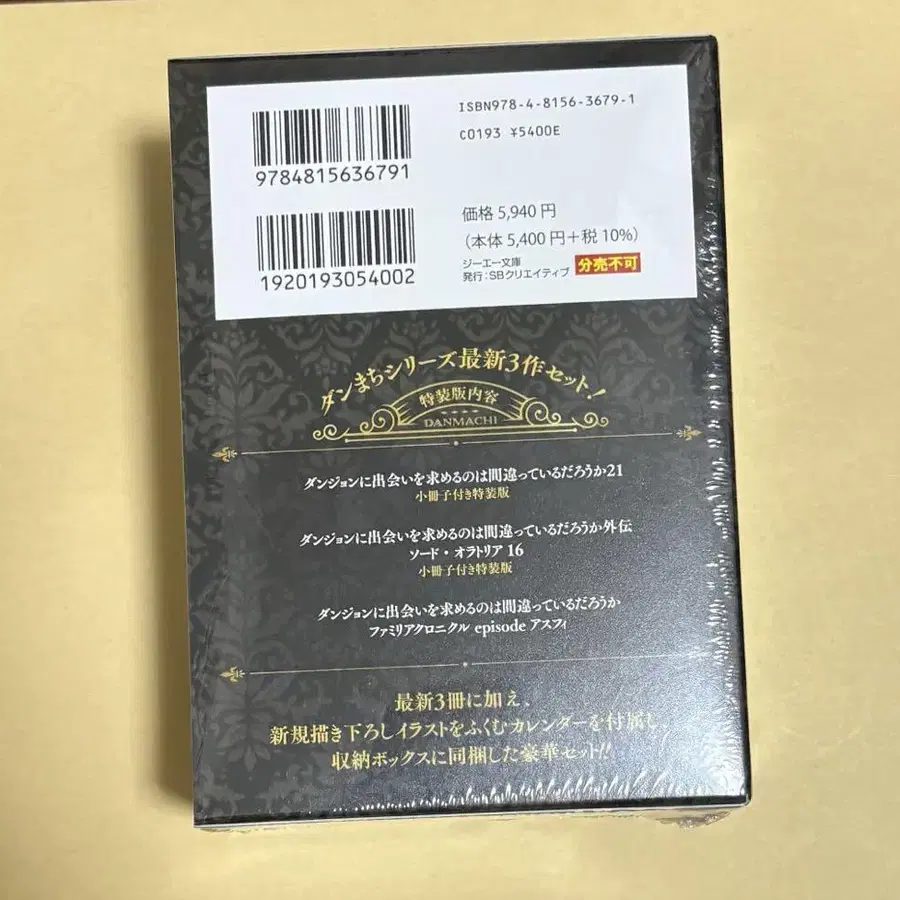 ISBN978-4-8156-3679-1
C0193 ¥5400E
9784815636791
1920193054002
価格 5,940 円
（本体 5,400 円＋税 10%）
ジーエー文庫
発行：SBクリエイティブ
分売不可
ダンまちシリーズ最新3作セット！
特装版内容
DANMACHI
ダンジョンに出会いを求めるのは間違っているだろうか21
小冊子付き特装版
ダンジョンに出会いを求めるのは間違っているだろうか外伝
ソード・オラトリア 16
小冊子付き特装版
ダンジョンに出会いを求めるのは間違っているだろうか
ファミリアクロニクル episode アスフィ
最新3冊に加え、
新規描き下ろしイラストをふくむカレンダーを付属し、
収納ボックスに同梱した豪華セット!!